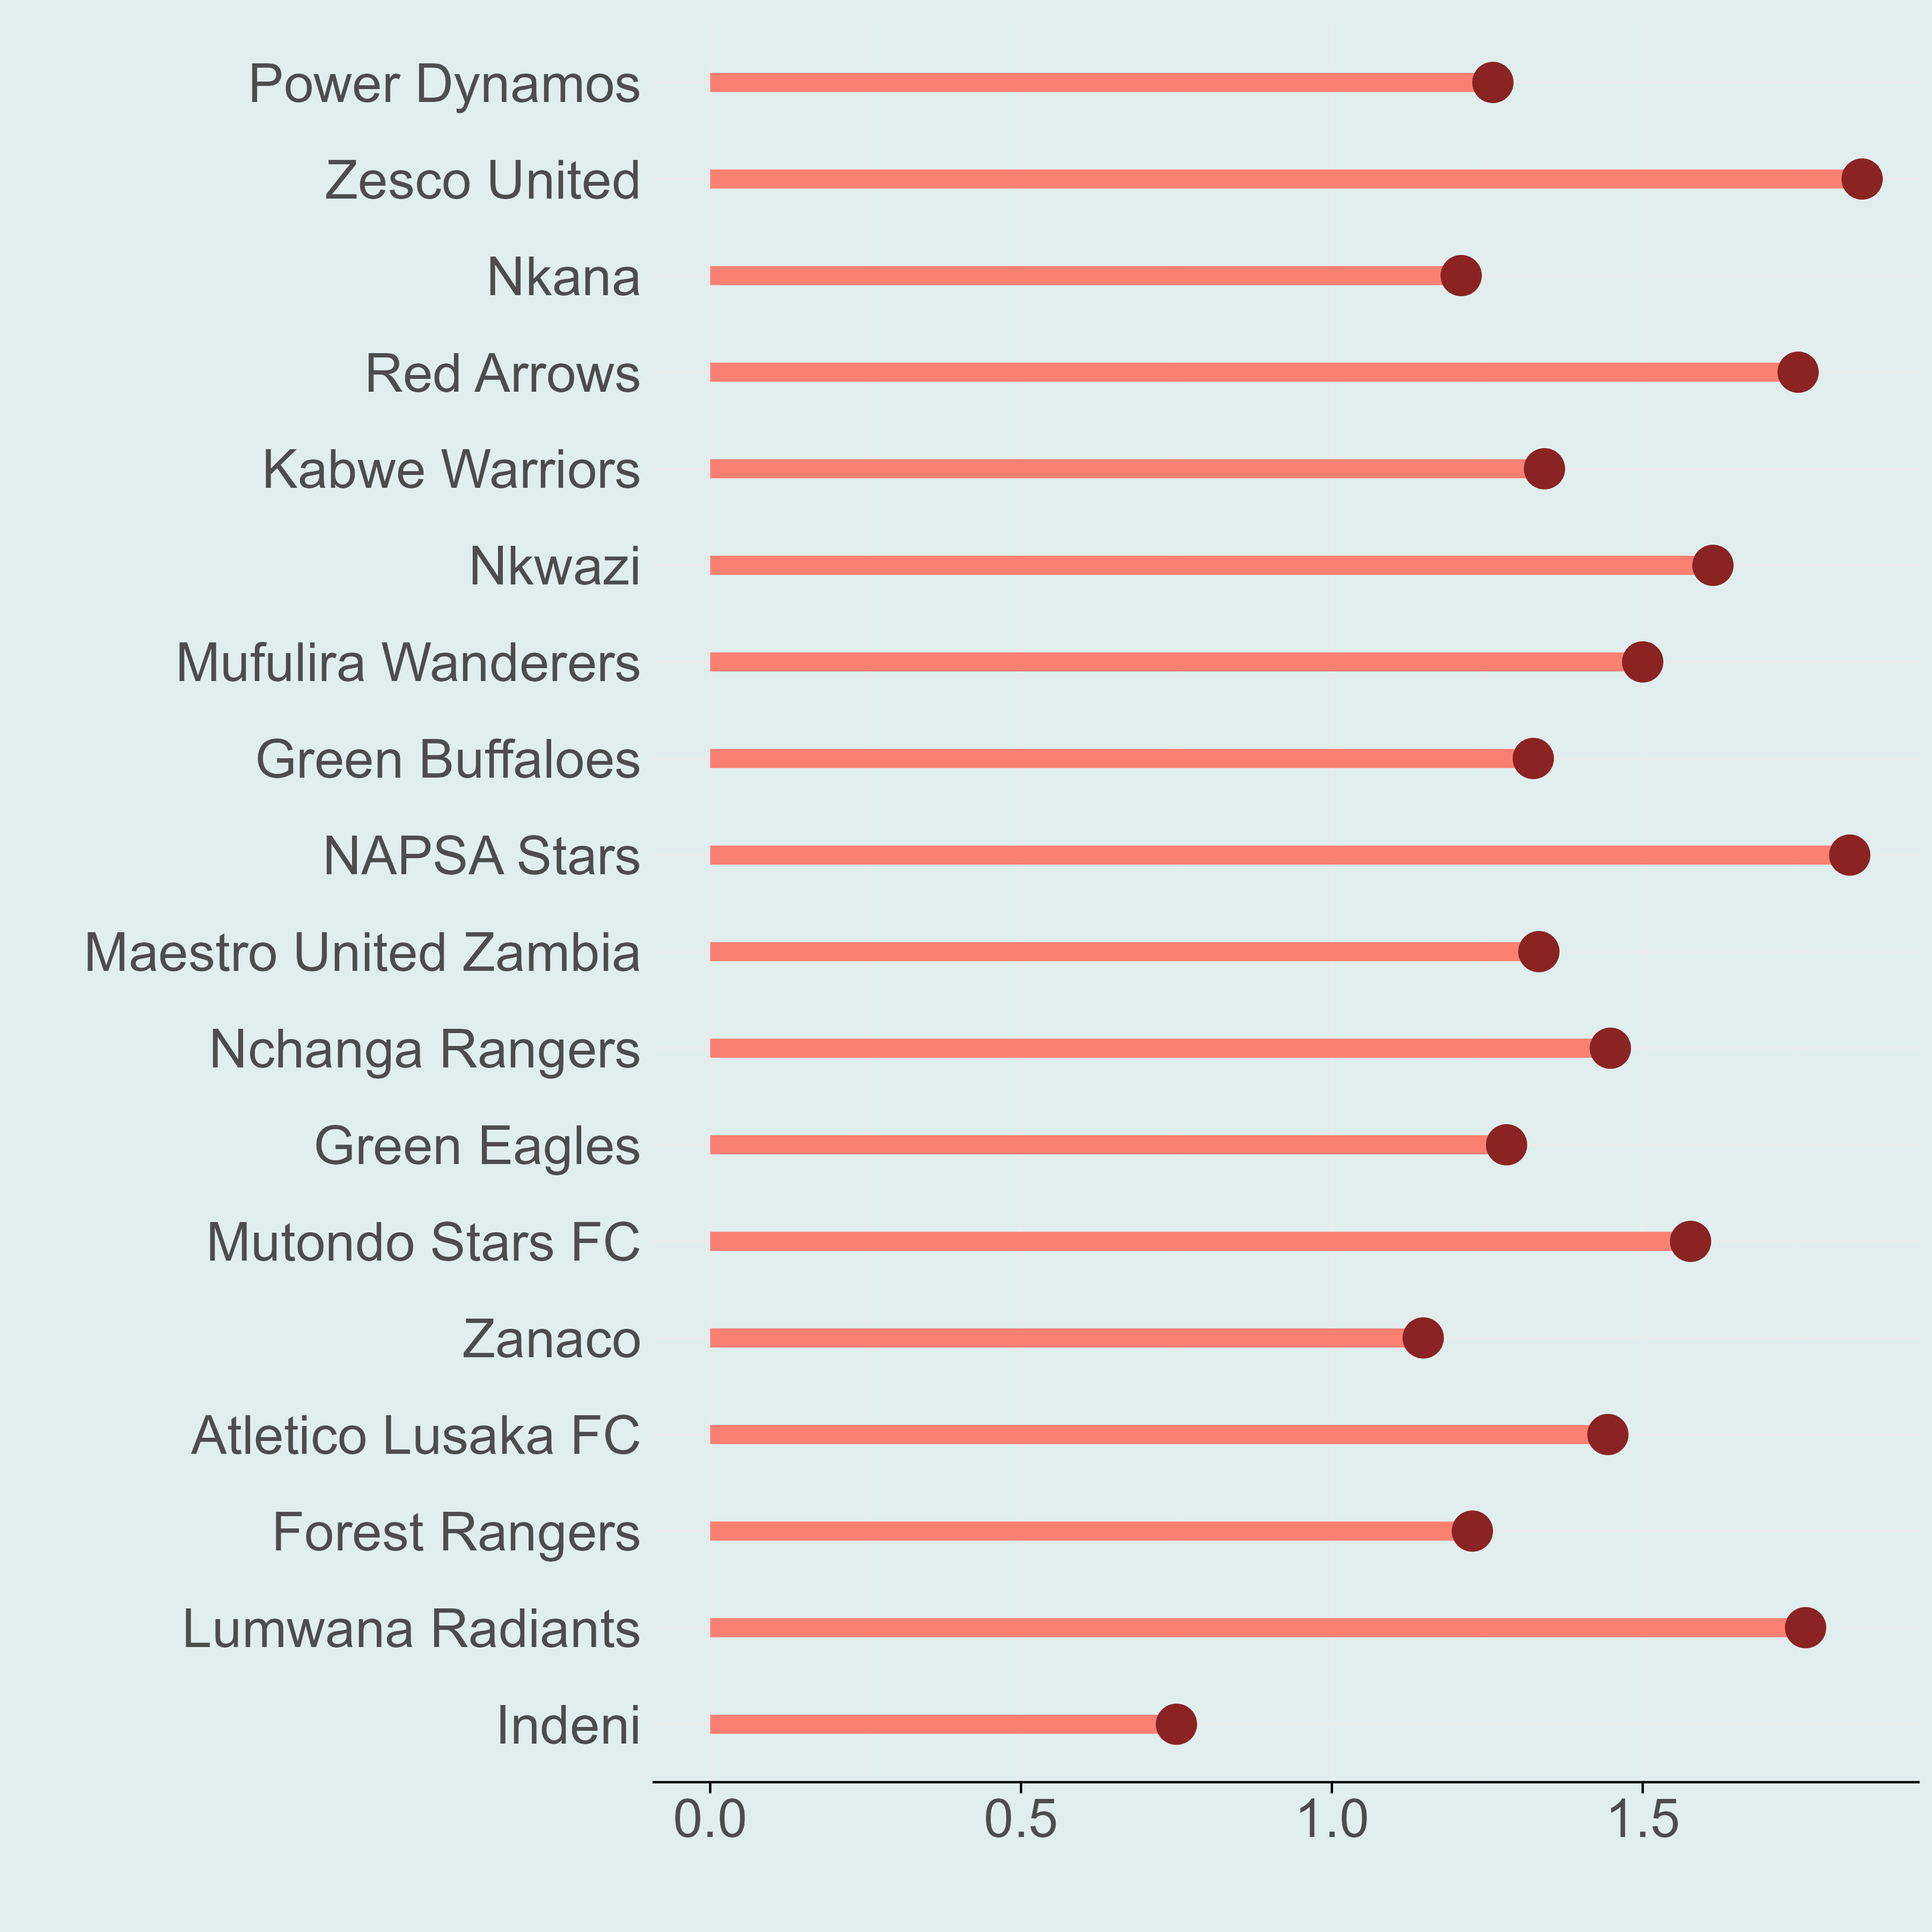 Power Dynamos
Zesco United
Nkana
Red Arrows
Kabwe Warriors
Nkwazi
Mufulira Wanderers
Green Buffaloes
NAPSA Stars
Maestro United Zambia
Nchanga Rangers
Green Eagles
Mutondo Stars FC
Zanaco
Atletico Lusaka FC
Forest Rangers
Lumwana Radiants
Indeni
0.0 0.5 1.0 1.5